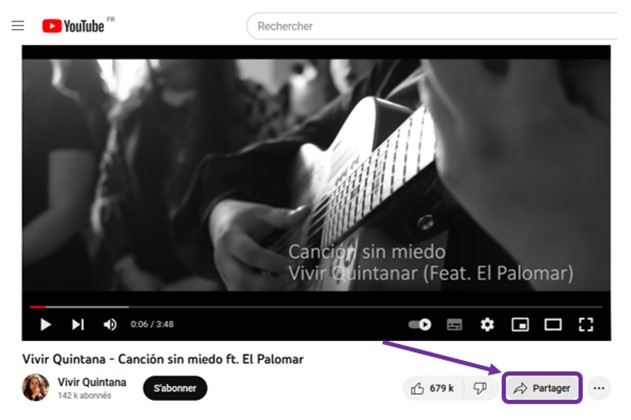 YouTube FR
Rechercher
Canción sin miedo
Vivir Quintanar (Feat. El Palomar)
0:06 / 3:48
Vivir Quintana - Canción sin miedo ft. El Palomar
Vivir Quintana
142 k abonnés
S'abonner
679 k
Partager